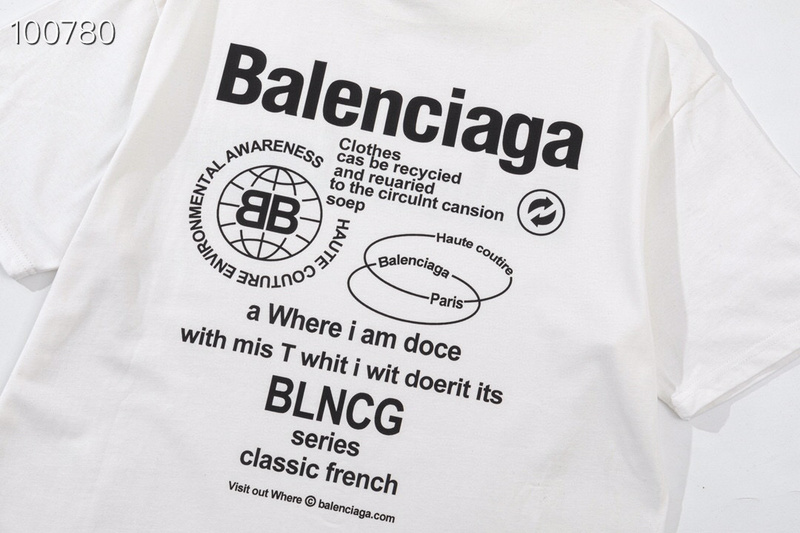 100780
Balenciaga
Clothes
cas be recycied
and reuaried
to the circulnt cansion
soep
HAUTE COUTURE ENVIRONMENTAL AWARENESS
BB
Haute coutire
Balenciaga
Paris
a Where i am doce
with mis T whit i wit doerit its
BLNCG
series
classic french
Visit out Where © balenciaga.com